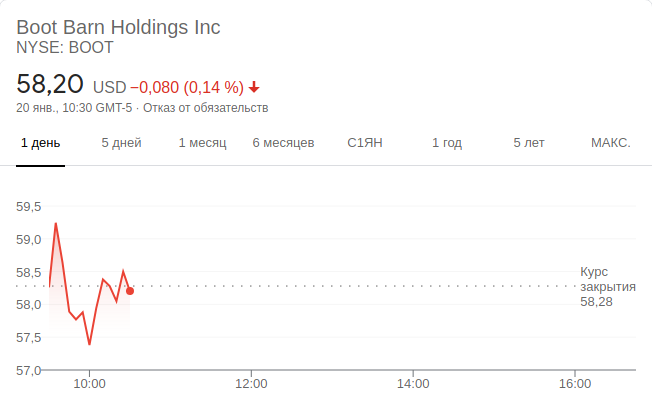 Boot Barn Holdings Inc
NYSE: BOOT
58,20 USD −0,080 (0,14 %)
20 янв., 10:30 GMT-5 · Отказ от обязательств
1 день 5 дней 1 месяц 6 месяцев С1ЯН 1 год 5 лет МАКС.
59,5
59,0
58,5
58,0
57,5
57,0
Курс
закрытия
58,28
10:00 12:00 14:00 16:00